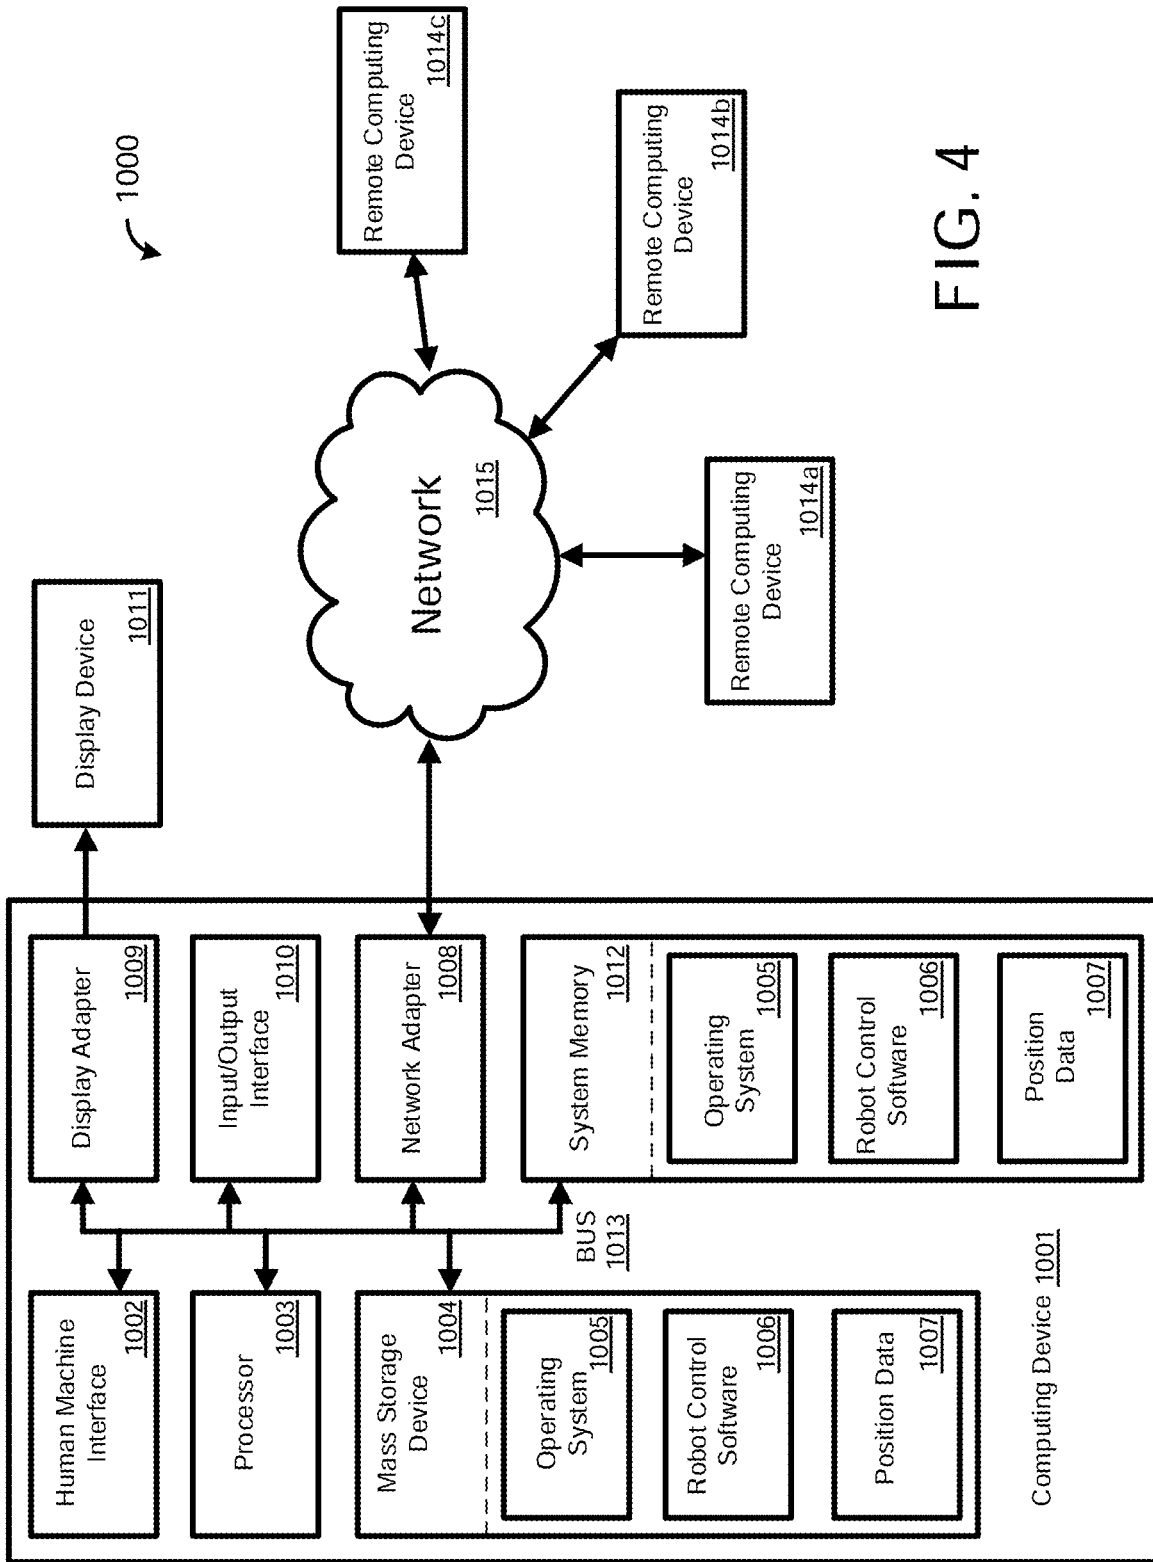 1000
Human Machine
Interface
1002
Processor
1003
Mass Storage
Device
1004
Operating
System
1005
Robot Control
Software
1006
Position Data
1007
Display Adapter
1009
Input/Output
Interface
1010
Network Adapter
1008
System Memory
1012
Operating
System
1005
Robot Control
Software
1006
Position
Data
1007
BUS
1013
Computing Device 1001
Display Device
1011
Network
1015
Remote Computing
Device
1014a
Remote Computing
Device
1014b
Remote Computing
Device
1014c
FIG. 4